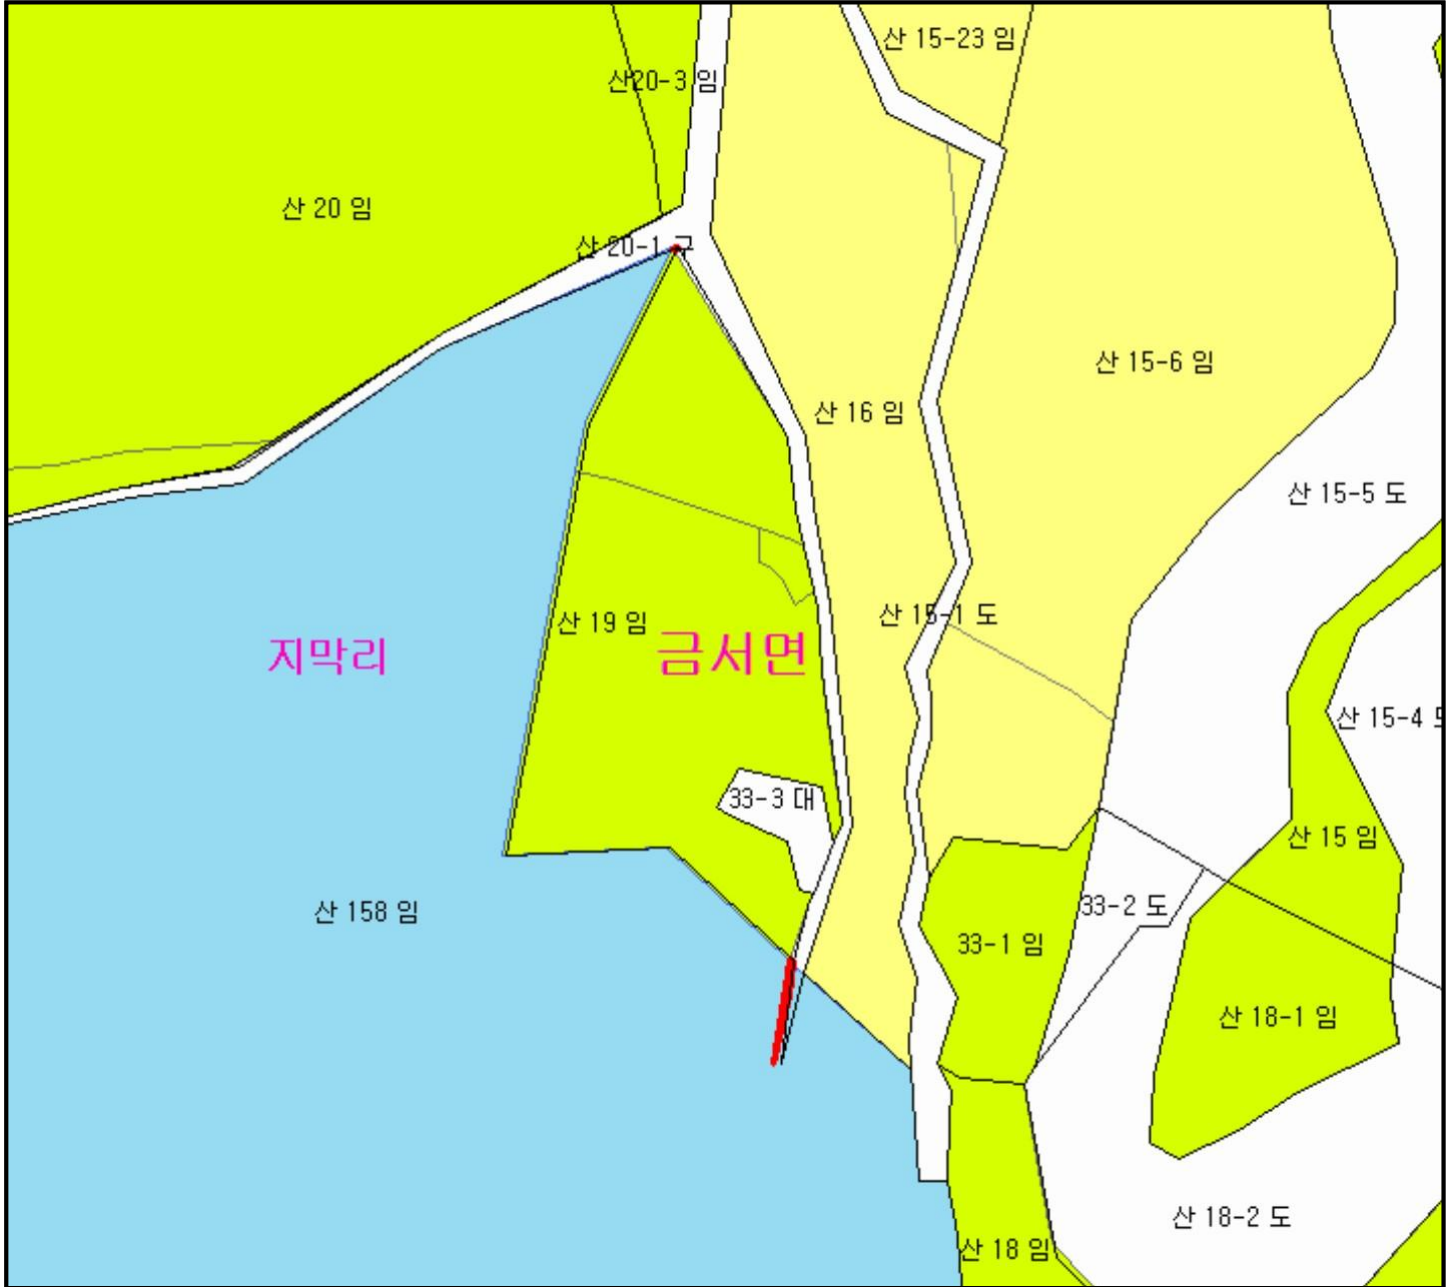 산 15-23 임
산20-3 임
산 20 임
산 20-1 구
산 15-6 임
산 16 임
산 15-5 도
산 15-1 도
산 19 임
지막리
금서면
산 15-4
33-3 대
산 15 임
33-2 도
산 158 임
33-1 임
산 18-1 임
산 18-2 도
산 18 임